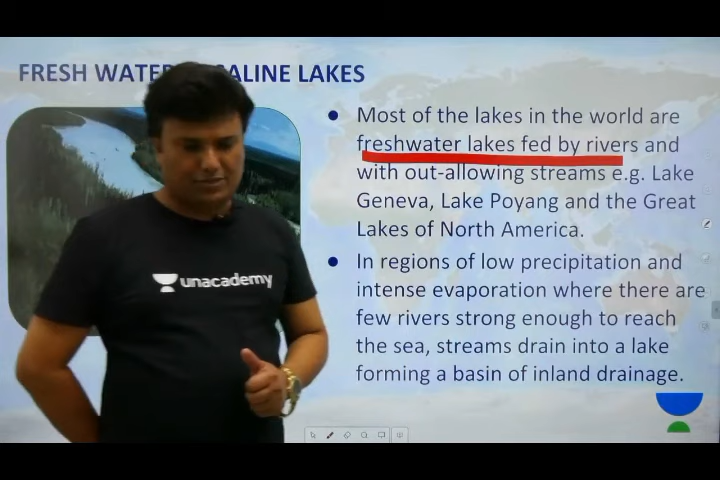 FRESH WATER ALINE LAKES
Most of the lakes in the world are
freshwater lakes fed by rivers and
with out-allowing streams e.g. Lake
Geneva, Lake Poyang and the Great
Lakes of North America.
In regions of low precipitation and
intense evaporation where there are
few rivers strong enough to reach
the sea, streams drain into a lake
forming a basin of inland drainage.
unacademy